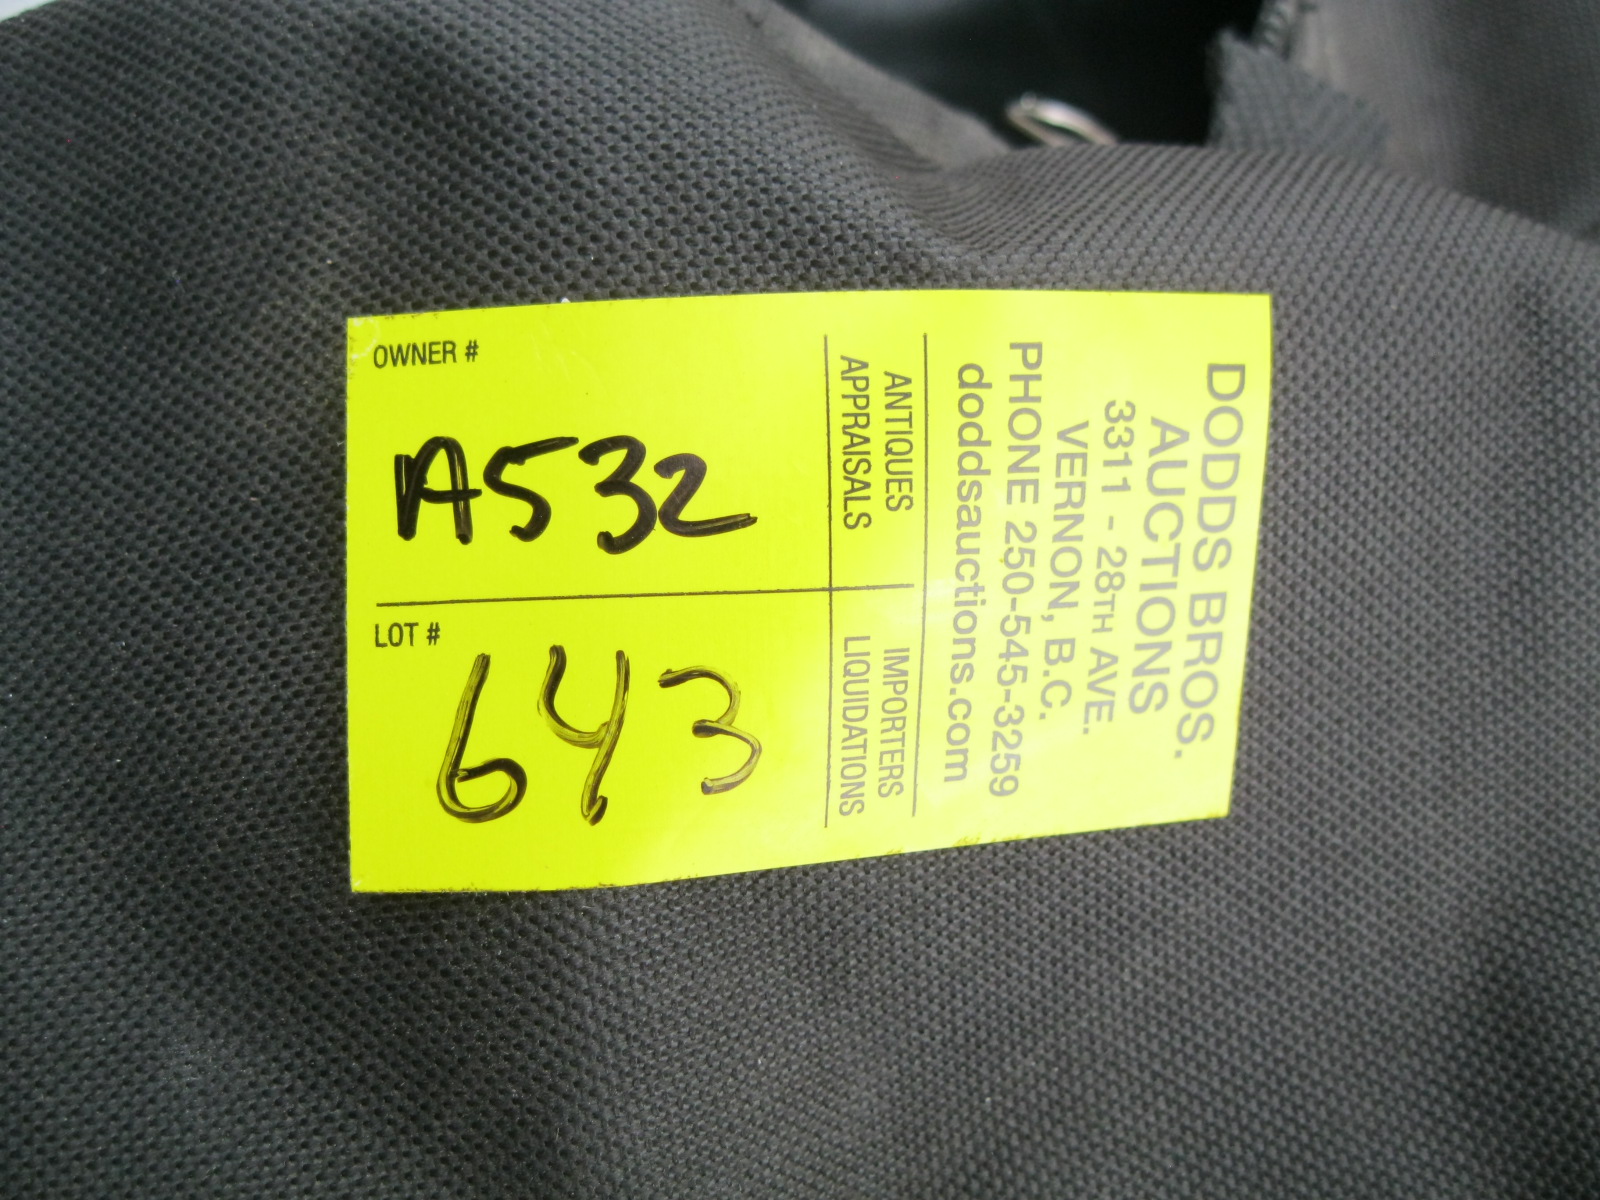 OWNER #
A532
LOT #
643
ANTIQUES
APPRAISALS
IMPORTERS
LIQUIDATIONS
DODDS BROS.
AUCTIONS
3311 - 28TH AVE.
VERNON, B.C.
PHONE 250-545-3259
doddsauctions.com